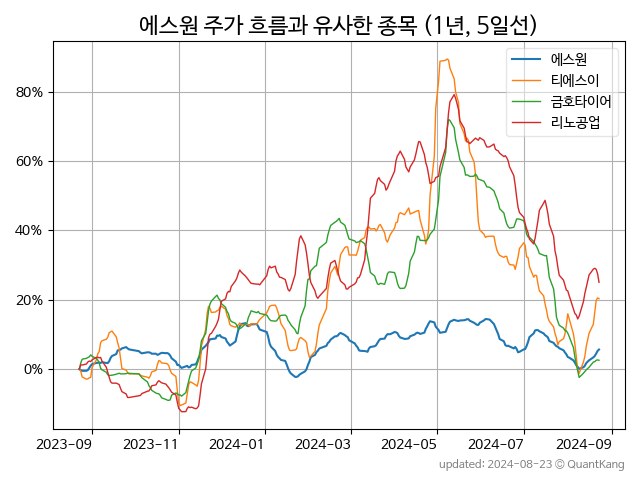 에스원 주가 흐름과 유사한 종목 (1년, 5일선)
에스원
티에스이
금호타이어
리노공업
80%
60%
40%
20%
0%
2023-09 2023-11 2024-01 2024-03 2024-05 2024-07 2024-09
updated: 2024-08-23 © QuantKang